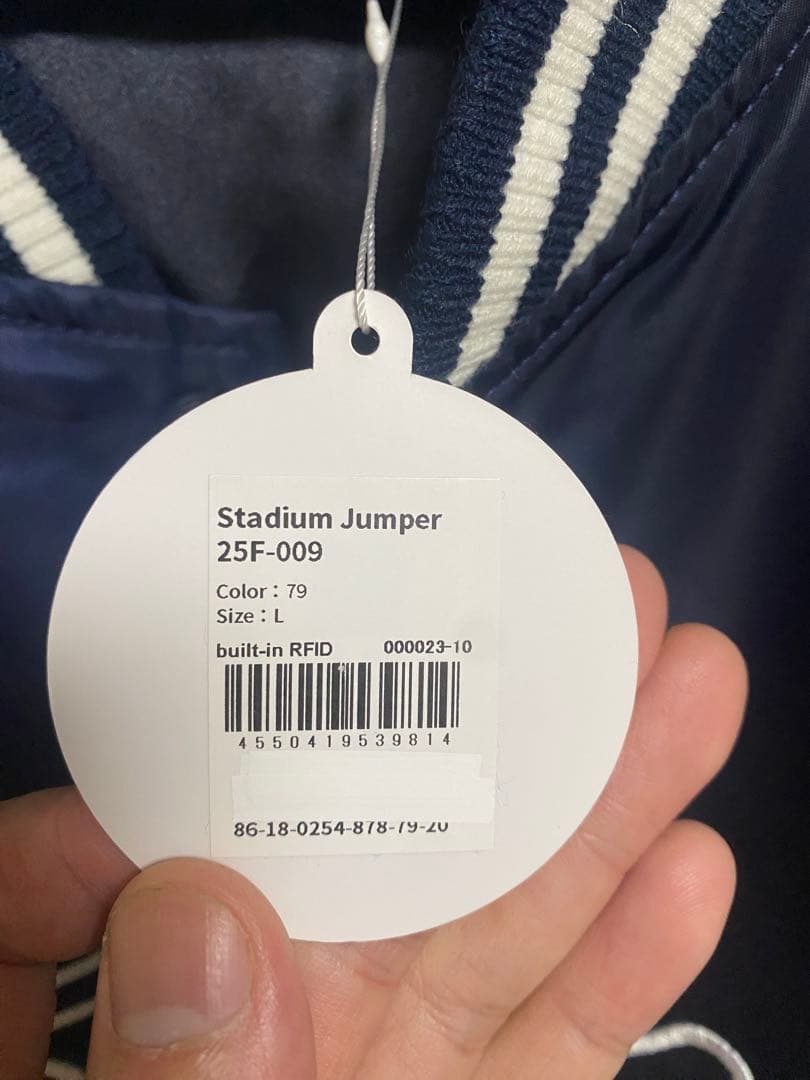 Stadium Jumper
25F-009
Color：79
Size：L
built-in RFID 000023-10
4550419539814
86-18-0254-878-79-20